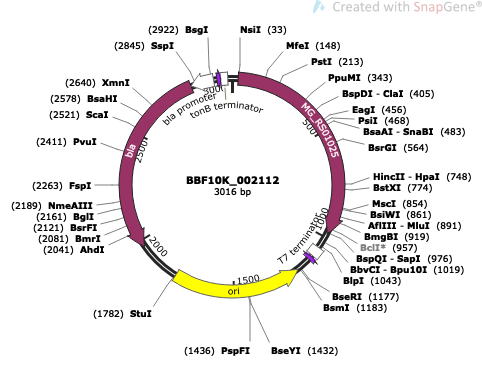 Created with SnapGene®
(2922) BsgI
NsiI (33)
(2845) SspI
MfeI (148)
PstI (213)
(2640) XmnI
PpuMI (343)
(2578) BsaHI
BspDI - ClaI (405)
(2521) ScaI
EagI (456)
PsiI (468)
(2411) PvuI
BsaAI - SnaBI (483)
BsrGI (564)
(2263) FspI
HincII - HpaI (748)
BstXI (774)
(2189) NmeAIII
MscI (854)
(2161) BglI
BsiWI (861)
(2121) BsrFI
AflIII - MluI (891)
(2081) BmrI
BmgBI (919)
(2041) AhdI
BclI* (957)
BspQI - SapI (976)
BbvCI - Bpu10I (1019)
BlpI (1043)
BseRI (1177)
BsmI (1183)
(1782) StuI
(1436) PspFI
BseYI (1432)
bla promoter
tonB terminator
MG_RS01025
bla
T7 terminator
ori
BBF10K_002112
3016 bp
500
1000
1500
2000
2500